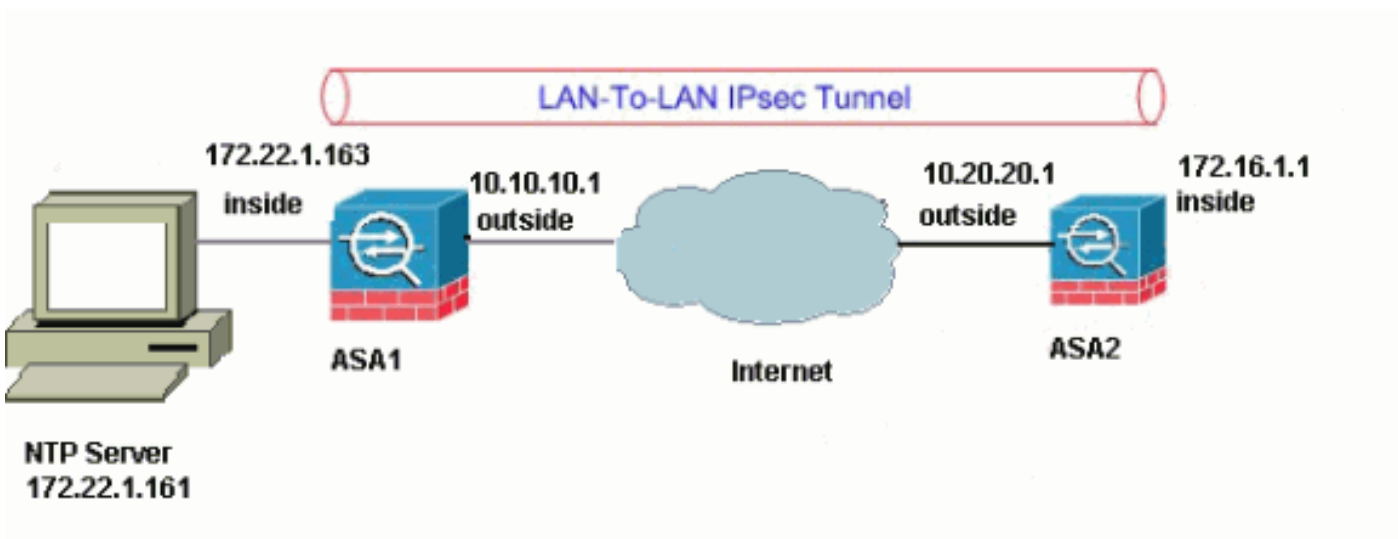 LAN-To-LAN IPsec Tunnel
172.22.1.163
inside
10.10.10.1
outside
10.20.20.1
outside
172.16.1.1
inside
ASA1
Internet
ASA2
NTP Server
172.22.1.161